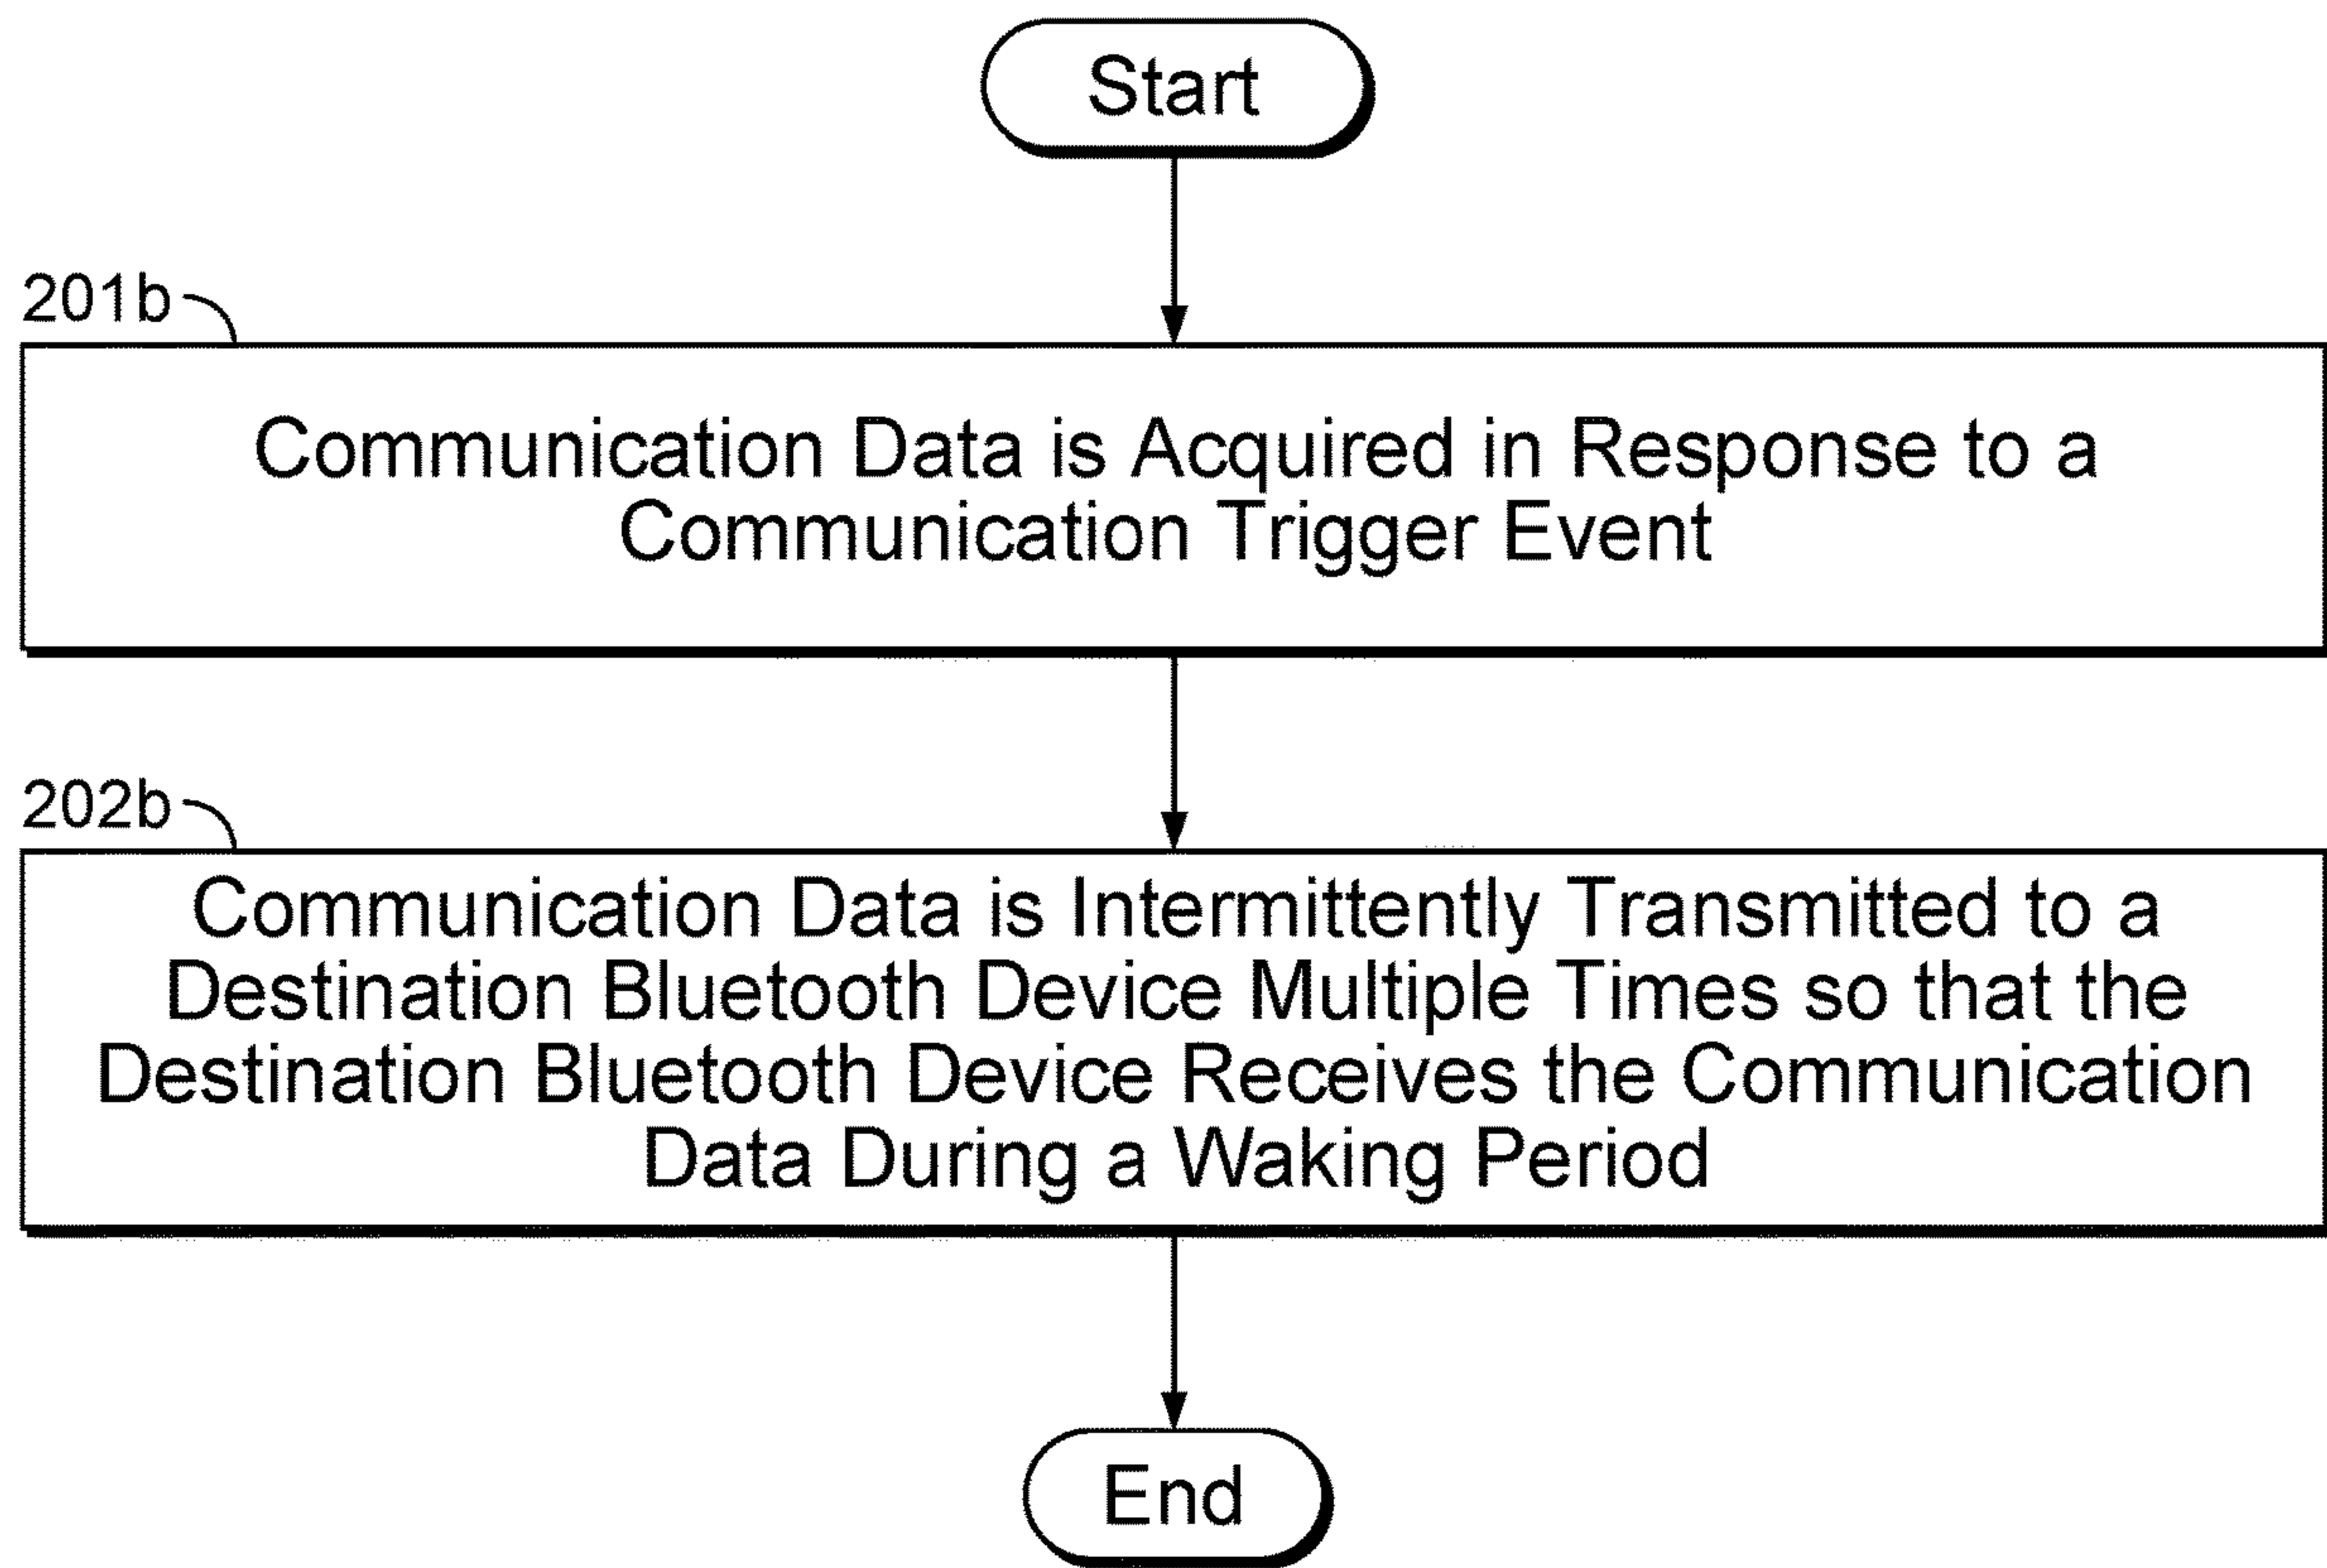 Start
201b
Communication Data is Acquired in Response to a
Communication Trigger Event
202b
Communication Data is Intermittently Transmitted to a
Destination Bluetooth Device Multiple Times so that the
Destination Bluetooth Device Receives the Communication
Data During a Waking Period
End